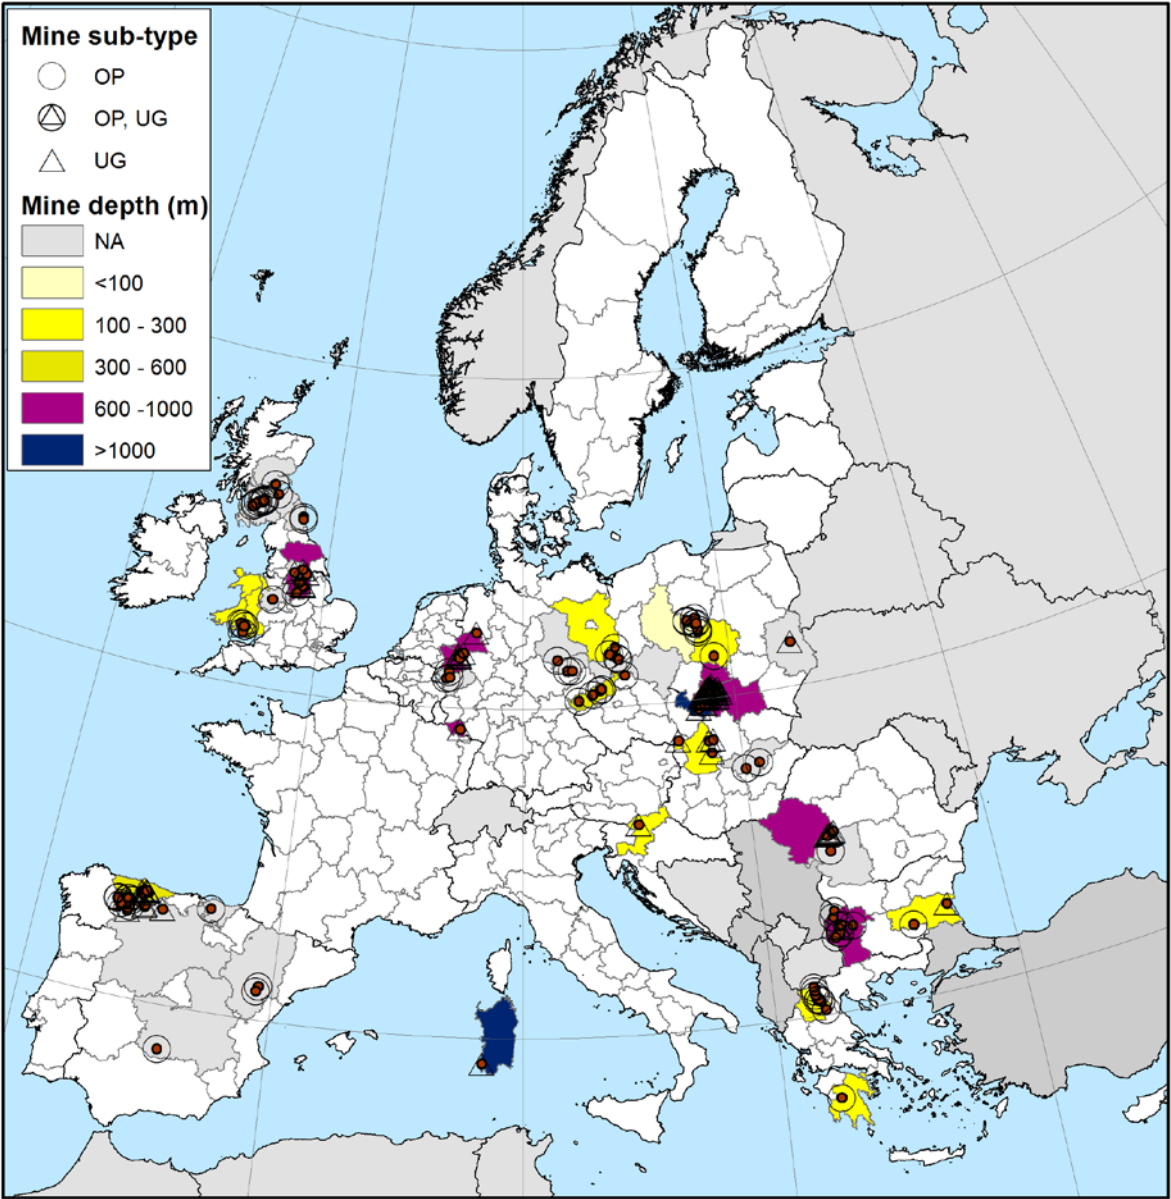 Mine sub-type
OP
OP, UG
UG
Mine depth (m)
NA
<100
100 - 300
300 - 600
600 -1000
>1000